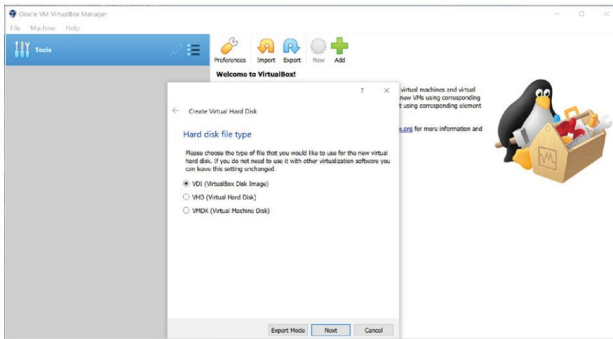 Oracle VM VirtualBox Manager
File Machine Help
Tools
Preferences Import Export New Add
Welcome to VirtualBox!
virtual machines and virtual
new VMs using corresponding
t using corresponding element
x.org for more information and
? ×
Create Virtual Hard Disk
Hard disk file type
Please choose the type of file that you would like to use for the new virtual
hard disk. If you do not need to use it with other virtualization software you
can leave this setting unchanged.
VDI (VirtualBox Disk Image)
VHD (Virtual Hard Disk)
VMDK (Virtual Machine Disk)
Expert Mode Next Cancel